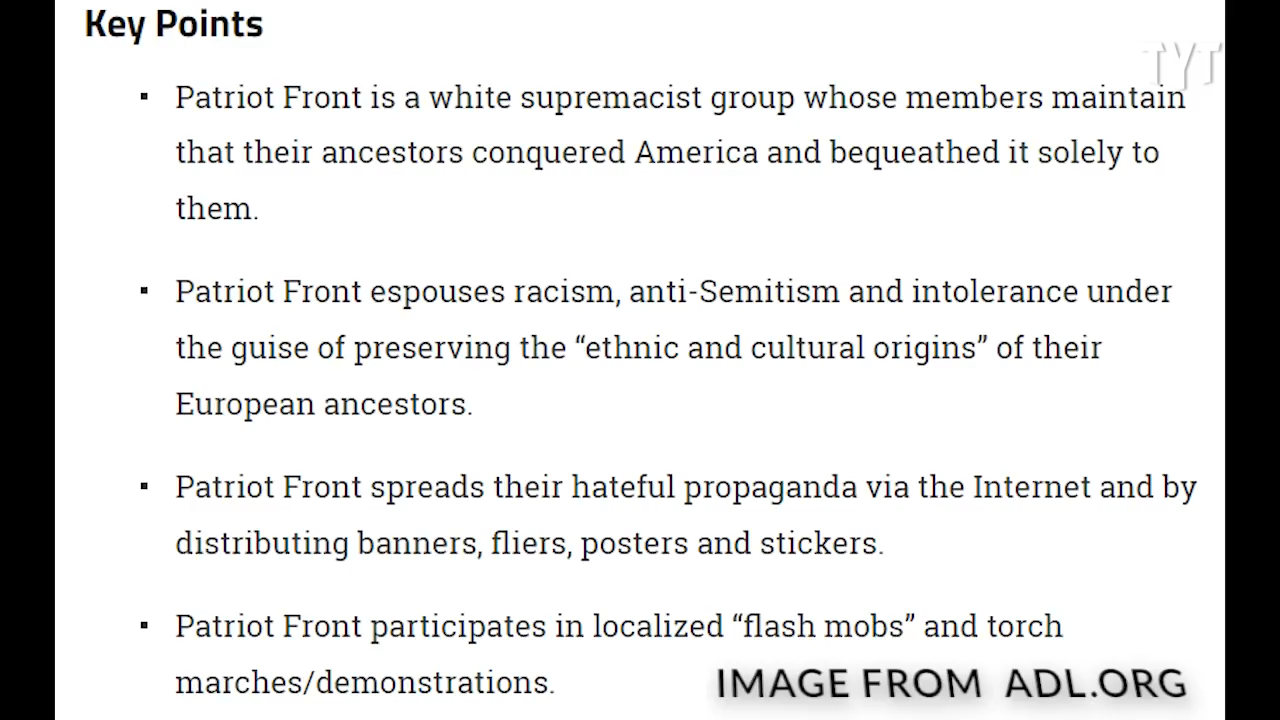 Key Points
TYT
Patriot Front is a white supremacist group whose members maintain
that their ancestors conquered America and bequeathed it solely to
them.
Patriot Front espouses racism, anti-Semitism and intolerance under
the guise of preserving the “ethnic and cultural origins” of their
European ancestors.
Patriot Front spreads their hateful propaganda via the Internet and by
distributing banners, fliers, posters and stickers.
Patriot Front participates in localized “flash mobs” and torch
marches/demonstrations.
IMAGE FROM ADL.ORG